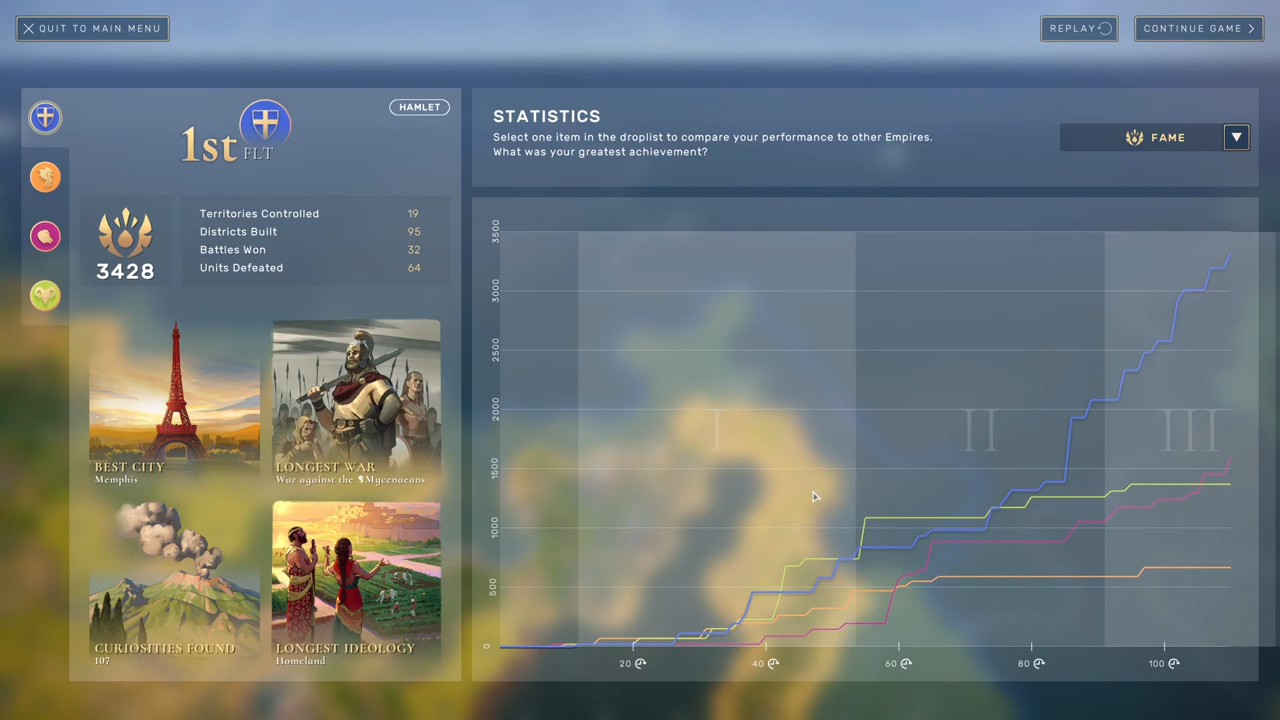 QUIT TO MAIN MENU
REPLAY
CONTINUE GAME
HAMLET
1st
FLT
3428
Territories Controlled 19
Districts Built 95
Battles Won 32
Units Defeated 64
BEST CITY
Memphis
LONGEST WAR
War against the Mycenaeans
CURIOSITIES FOUND
107
LONGEST IDEOLOGY
Homeland
STATISTICS
Select one item in the droplist to compare your performance to other Empires.
What was your greatest achievement?
FAME
3500
3000
2500
2000
1500
1000
500
0
I
II
III
20
40
60
80
100